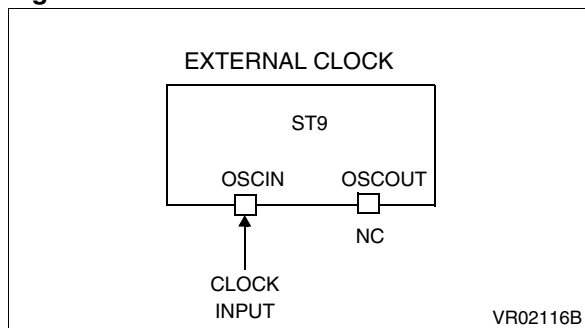 EXTERNAL CLOCK
ST9
OSCIN OSCOUT
NC
CLOCK
INPUT
VR02116B